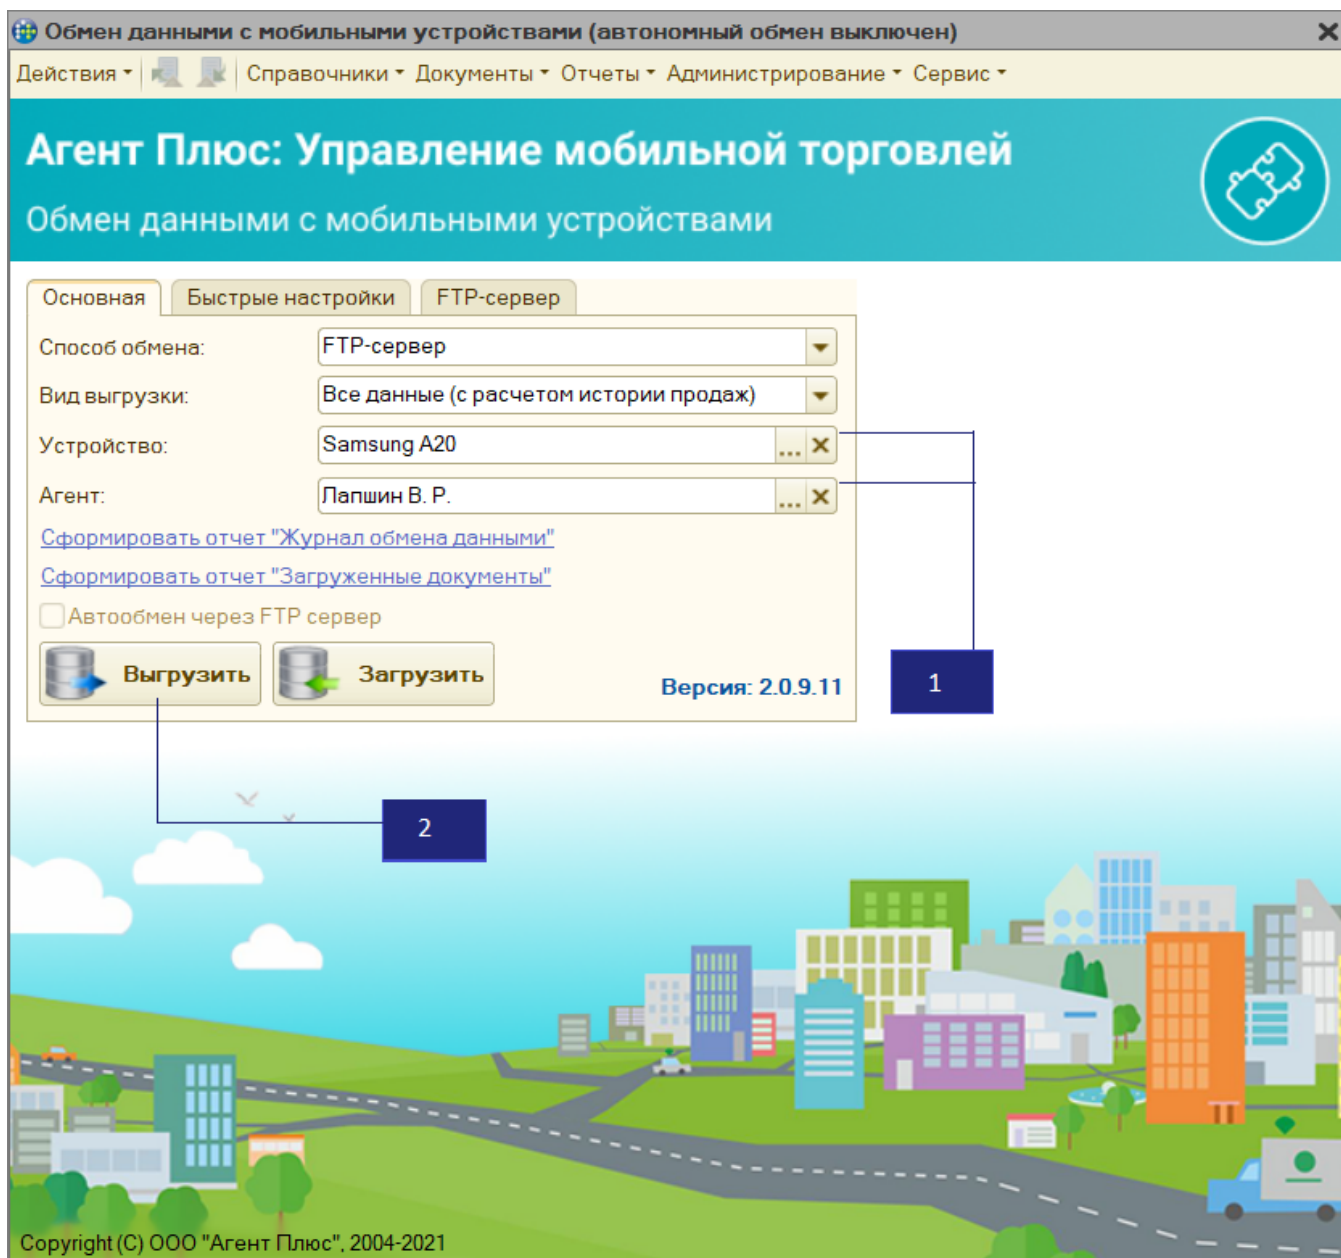 Обмен данными с мобильными устройствами (автономный обмен выключен)
Действия Справочники Документы Отчеты Администрирование Сервис
Агент Плюс: Управление мобильной торговлей
Обмен данными с мобильными устройствами
Основная Быстрые настройки FTP-сервер
Способ обмена: FTP-сервер
Вид выгрузки: Все данные (с расчетом истории продаж)
Устройство: Samsung A20 ...
Агент: Лапшин В. Р. ...
Сформировать отчет "Журнал обмена данными"
Сформировать отчет "Загруженные документы"
Автообмен через FTP сервер
Выгрузить Загрузить
Версия: 2.0.9.11
1
2
Copyright (C) ООО "Агент Плюс", 2004-2021